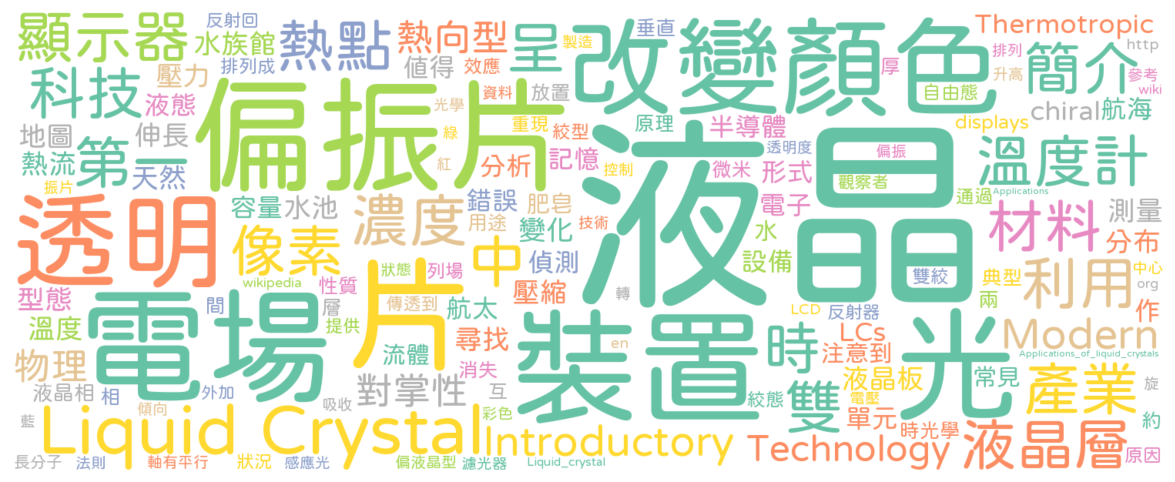 顯示器
反射回
水族館
排列成
熱點
熱向型
值得
效應
呈
製造
垂直
改變顏色
Thermotropic
排列
http
簡介
厚
升高
參考
wiki
科技
壓力
液態
偏振片
光學
資料
放置
自由態
chiral
航海
地圖
伸長
綠
重現
絞型
原理
半導體
透明度
偏振
displays
溫度計
熱流
第一
天然
振片
紅
分析
記憶
微米
控制
形式
觀察者
通過
Applications
透明
容量
水池
濃度
錯誤
肥皂
用途
變化
技術
液晶
電子
水
雙絞
材料
測量
分布
像素
中
偵測
設備
典型
中心
利用
兩
org
作
型態
wikipedia
性質
狀態
列場
壓縮
轉
溫度
電場
間
層
提供
傳透到
航太
片
尋找
裝置
en
時
LCD
反射器
LCs
注意到
光
Modern
Applications_of_liquid_crystals
物理
流體
消失
液晶相
相
外加
吸收
對掌性
互
彩色
絞態
雙
液晶板
電壓
單元
常見
產業
旋
約
藍
傾向
Liquid Crystal
Introductory
Technology
時光學
液晶層
原因
長分子
法則
軸有平行
狀況
感應光
偏液晶型
濾光器
Liquid_crystal